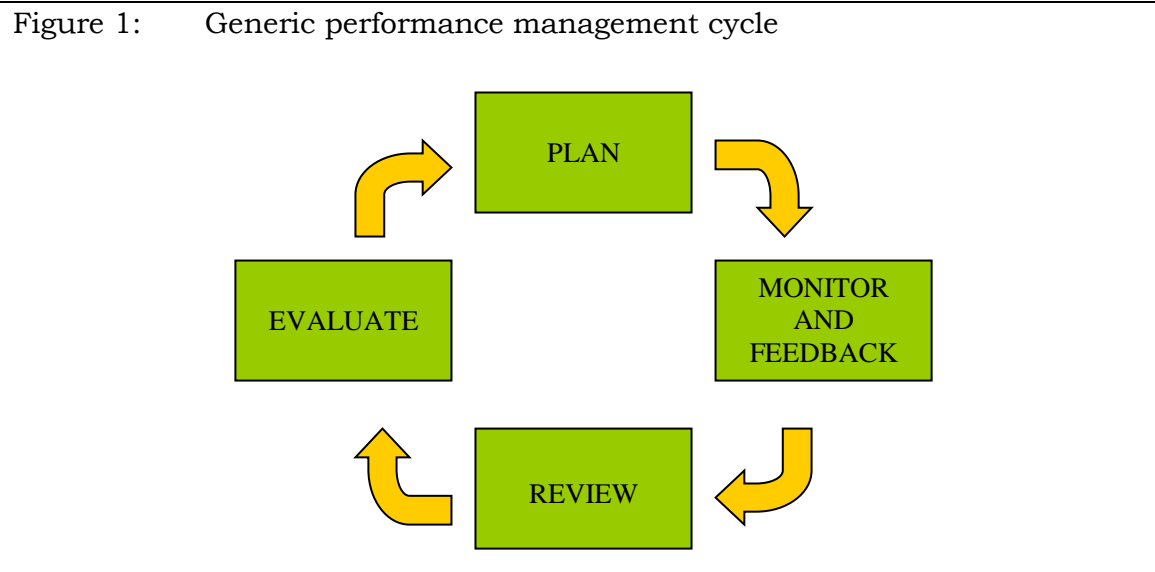 Figure 1: Generic performance management cycle
PLAN
EVALUATE
MONITOR
AND
FEEDBACK
REVIEW